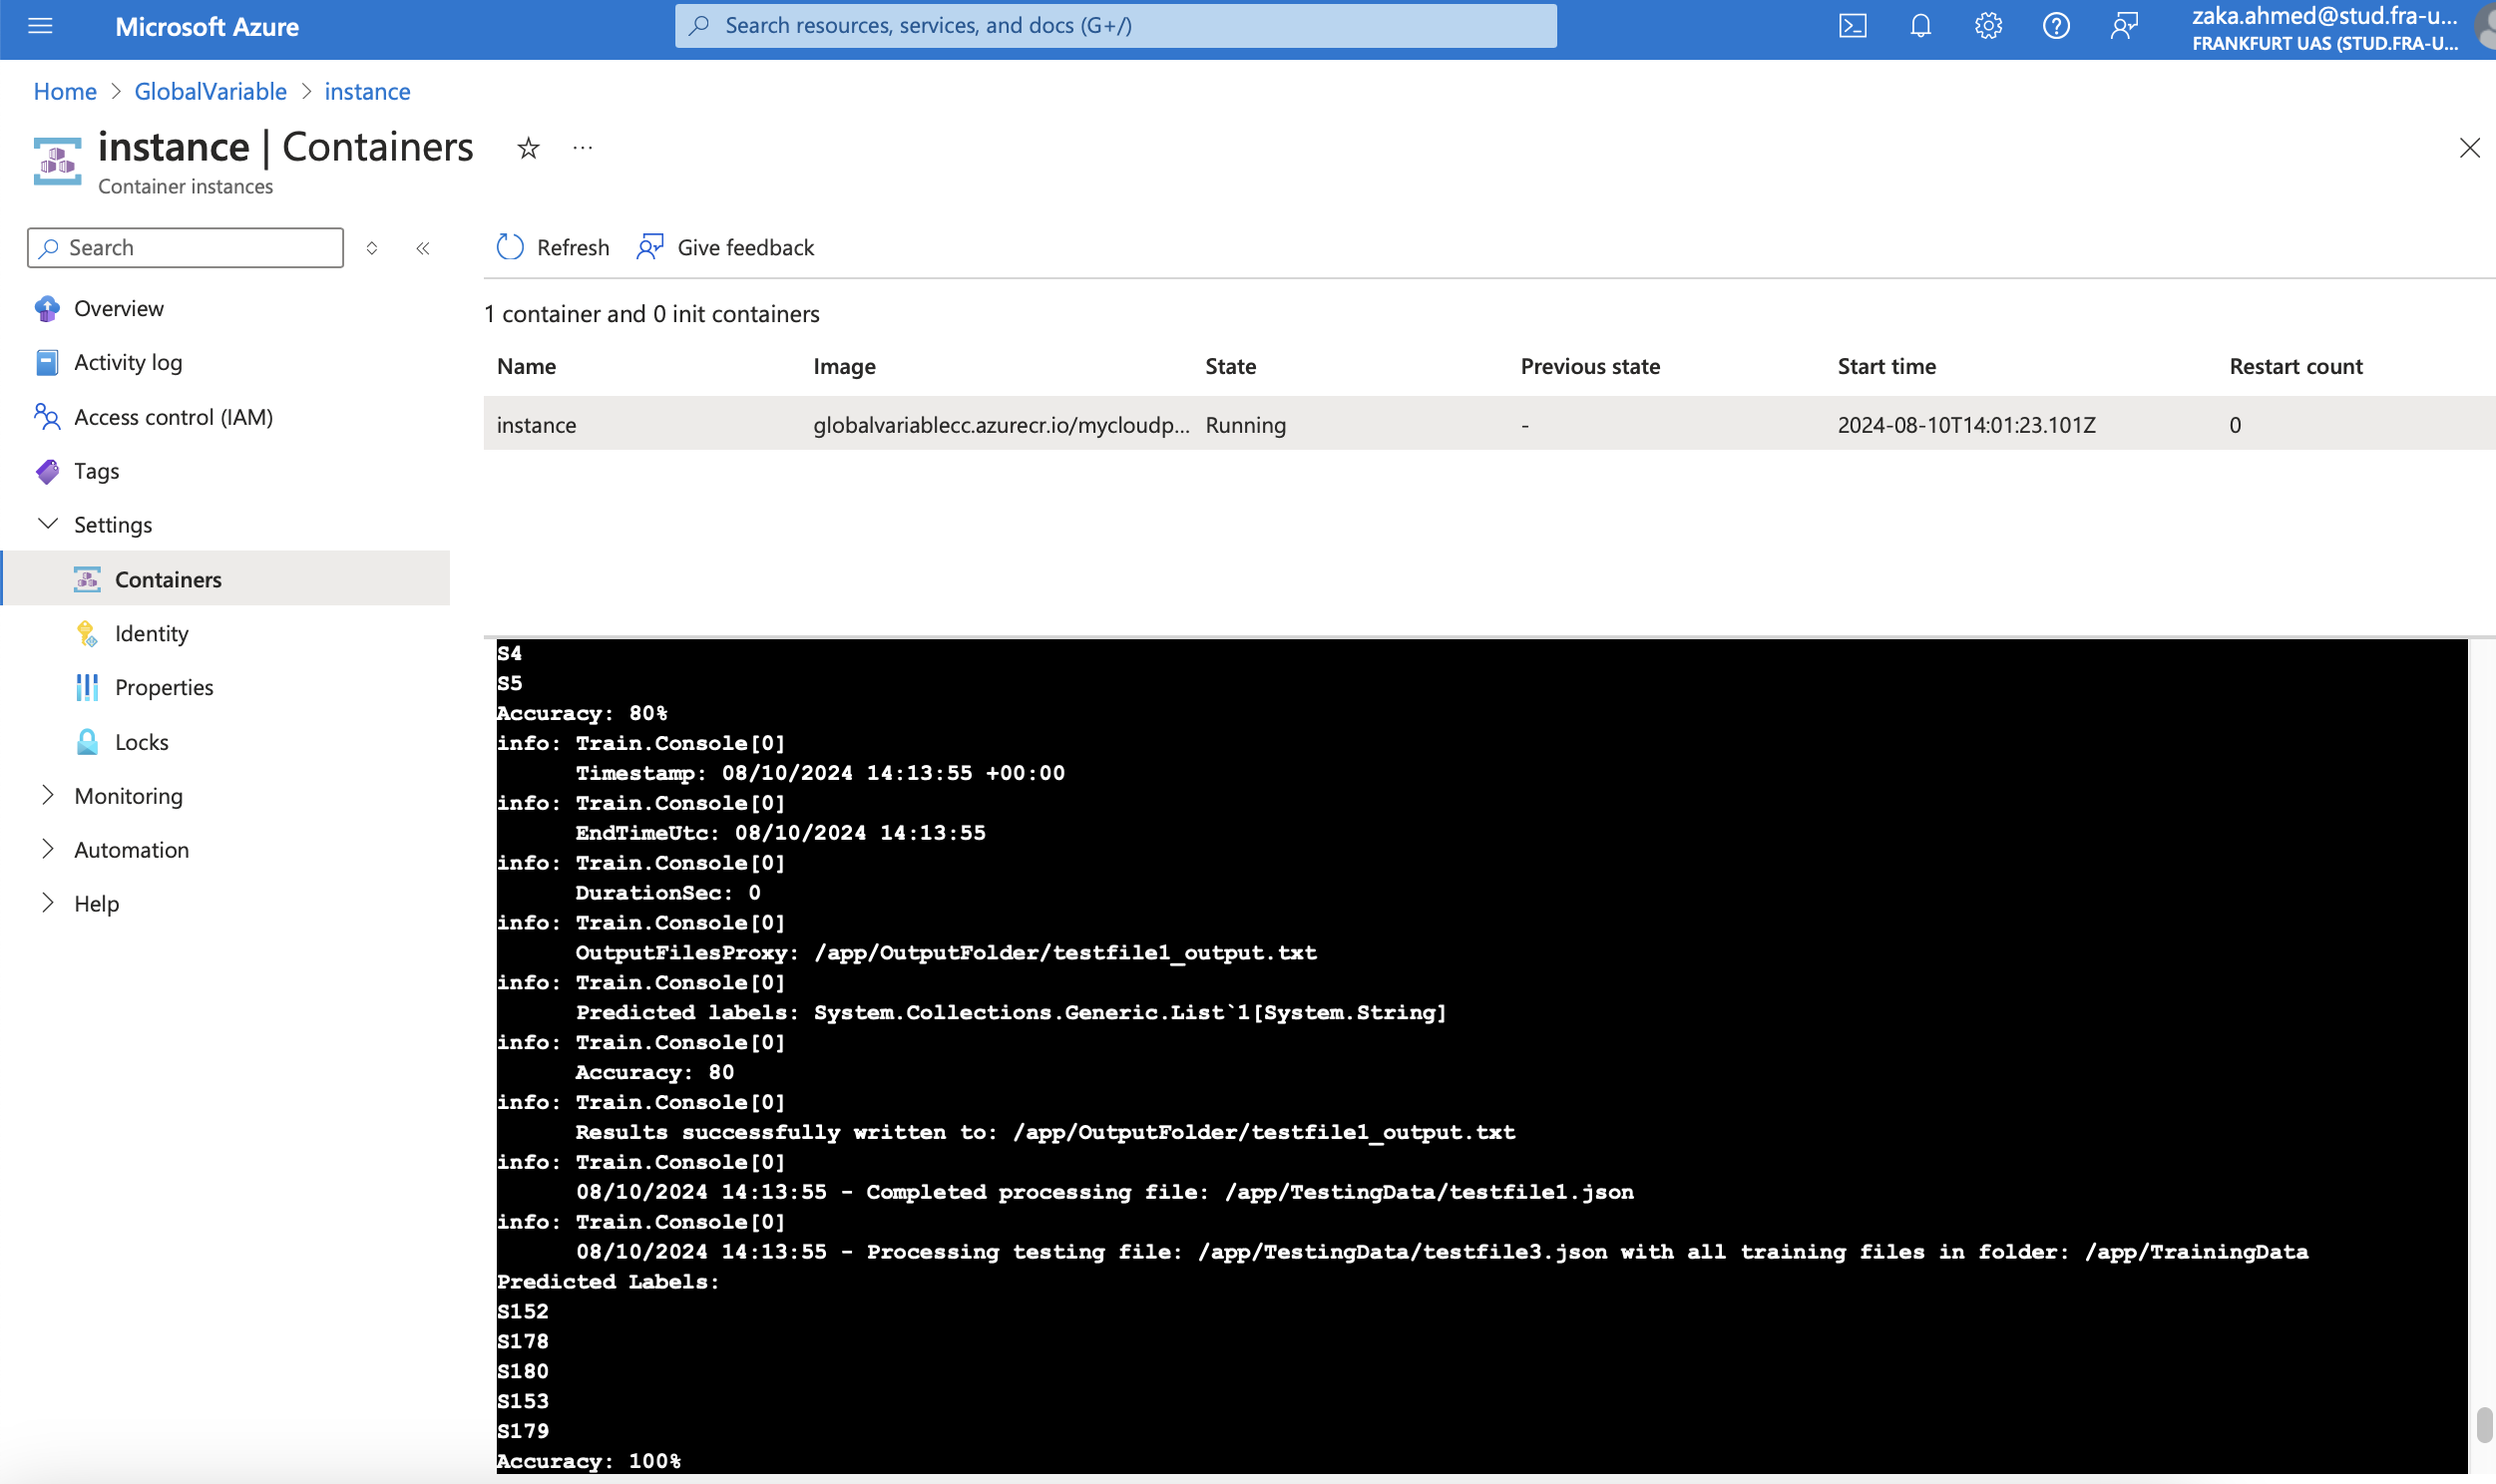 Microsoft Azure
Search resources, services, and docs (G+/)
zaka.ahmed@stud.fra-u...
FRANKFURT UAS (STUD.FRA-U...
Home > GlobalVariable > instance
instance | Containers
Container instances
Search
Refresh
Give feedback
Overview
Activity log
Access control (IAM)
Tags
Settings
Containers
Identity
Properties
Locks
Monitoring
Automation
Help
1 container and 0 init containers
Name Image State Previous state Start time Restart count
instance globalvariablecc.azurecr.io/mycloudp... Running - 2024-08-10T14:01:23.101Z 0
S4
S5
Accuracy: 80%
info: Train.Console[0]
Timestamp: 08/10/2024 14:13:55 +00:00
info: Train.Console[0]
EndTimeUtc: 08/10/2024 14:13:55
info: Train.Console[0]
DurationSec: 0
info: Train.Console[0]
OutputFilesProxy: /app/OutputFolder/testfile1_output.txt
info: Train.Console[0]
Predicted labels: System.Collections.Generic.List`1[System.String]
info: Train.Console[0]
Accuracy: 80
info: Train.Console[0]
Results successfully written to: /app/OutputFolder/testfile1_output.txt
info: Train.Console[0]
08/10/2024 14:13:55 - Completed processing file: /app/TestingData/testfile1.json
info: Train.Console[0]
08/10/2024 14:13:55 - Processing testing file: /app/TestingData/testfile3.json with all training files in folder: /app/TrainingData
Predicted Labels:
S152
S178
S180
S153
S179
Accuracy: 100%